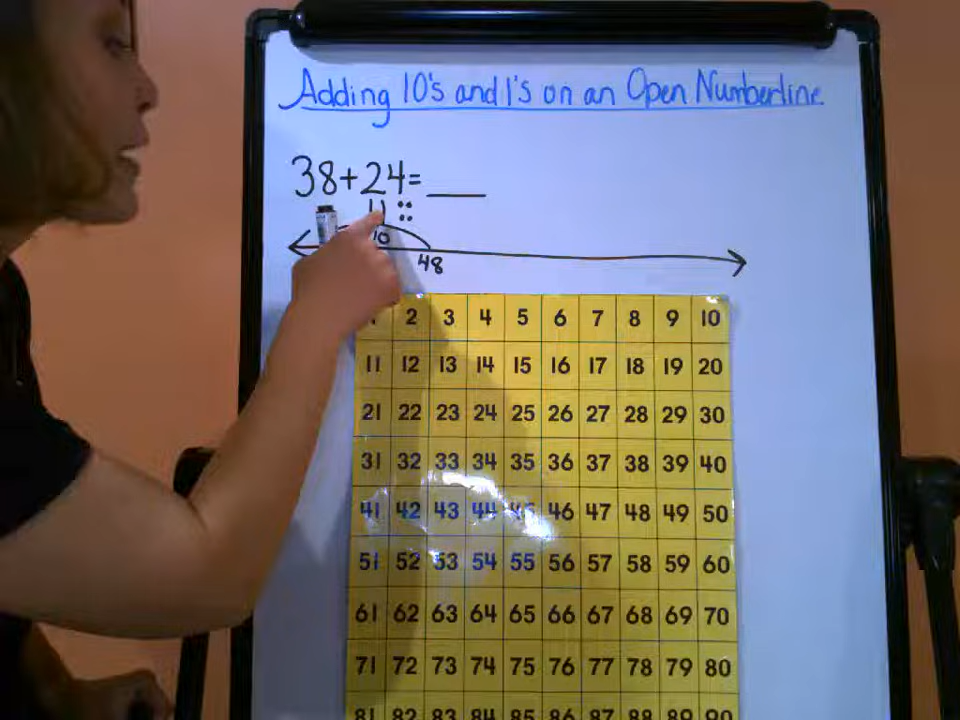 Adding 10's and 1's on an Open Numberline
38+24=
10
48
2 3 4 5 6 7 8 9 10
11 12 13 14 15 16 17 18 19 20
21 22 23 24 25 26 27 28 29 30
31 32 33 34 35 36 37 38 39 40
41 42 43 44 45 46 47 48 49 50
51 52 53 54 55 56 57 58 59 60
61 62 63 64 65 66 67 68 69 70
71 72 73 74 75 76 77 78 79 80
81 82 83 84 85 86 87 88 89 90